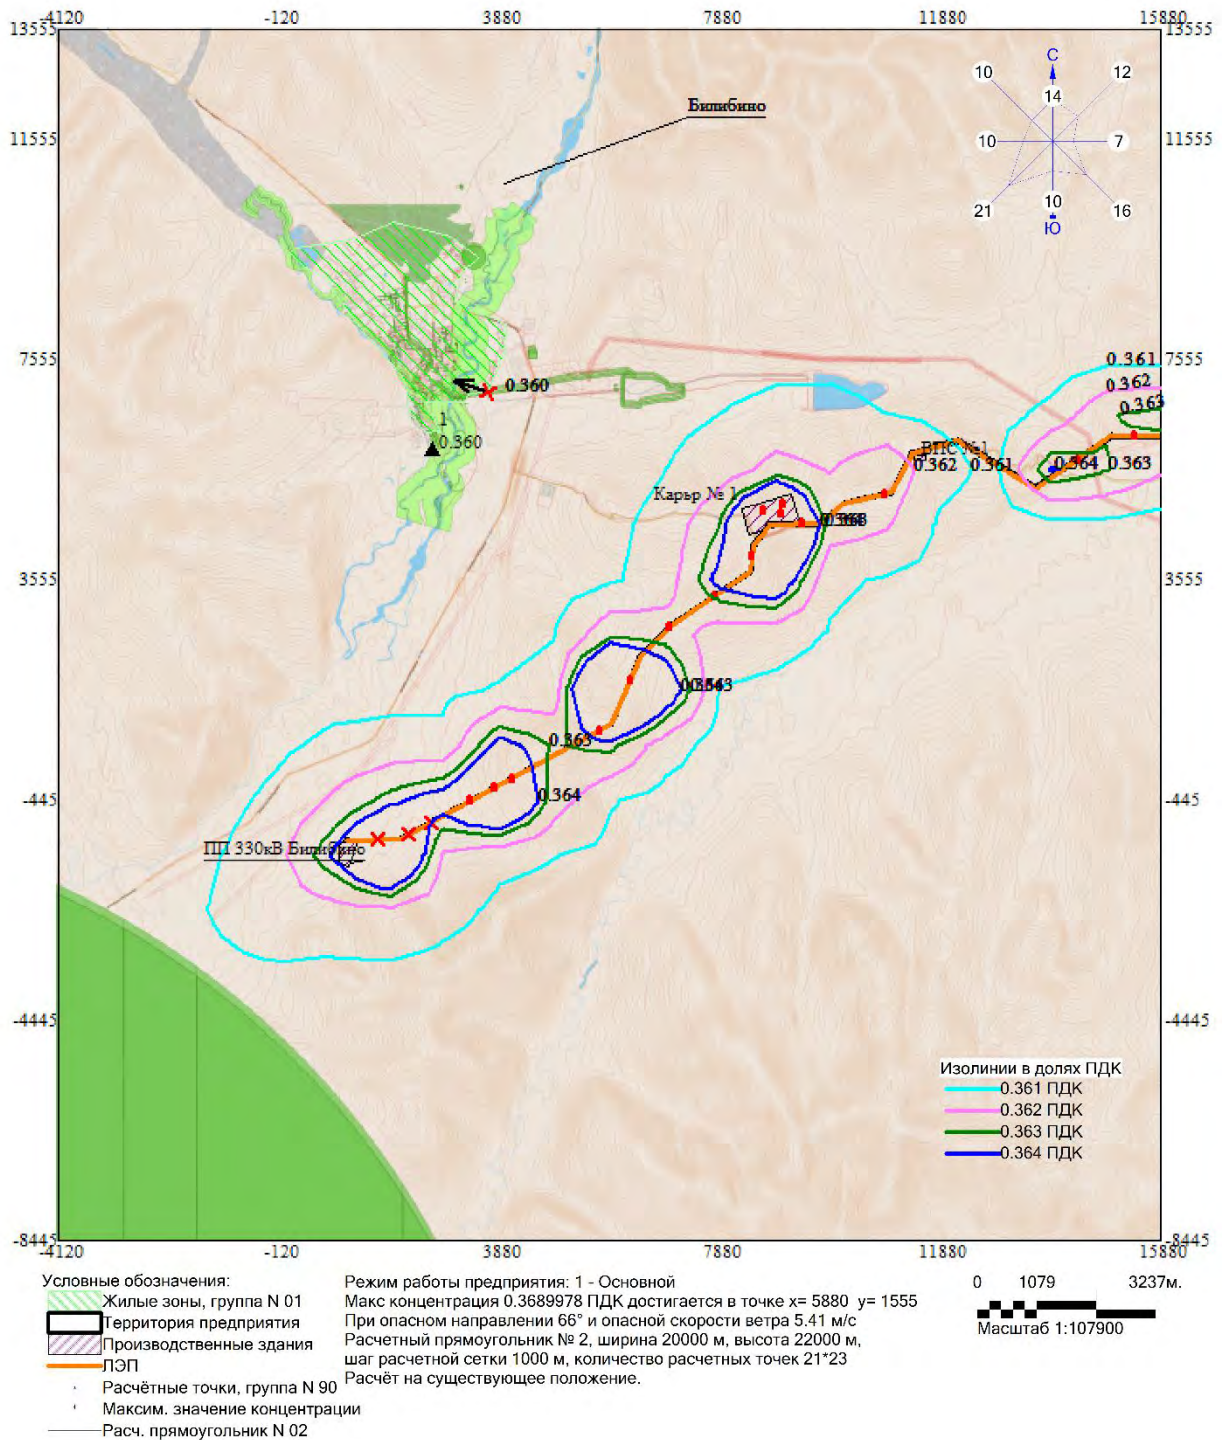 -4120 -120 3880 7880 11880 15880
13555 13555
С
10 12
14
Билибино
11555 11555
10 7
10
21 16
Ю
7555 7555
0.361
0.362
0.363
0.360
1
0.360
ВПС №1
0.362 0.361 0.364 0.363
Карьр № 1
3555 3555
0.363
-445 -445
0.364
ПП 330кВ Билибино
-4445 -4445
Изолинии в долях ПДК
0.361 ПДК
0.362 ПДК
0.363 ПДК
0.364 ПДК
-8445 -8445
-4120 -120 3880 7880 11880 15880
Условные обозначения:
Жилые зоны, группа N 01
Территория предприятия
Производственные здания
ЛЭП
Расчётные точки, группа N 90
Максим. значение концентрации
Расч. прямоугольник N 02
Режим работы предприятия: 1 - Основной
Макс концентрация 0.3689978 ПДК достигается в точке x= 5880 y= 1555
При опасном направлении 66° и опасной скорости ветра 5.41 м/с
Расчетный прямоугольник № 2, ширина 20000 м, высота 22000 м,
шаг расчетной сетки 1000 м, количество расчетных точек 21*23
Расчёт на существующее положение.
0 1079 3237м.
Масштаб 1:107900